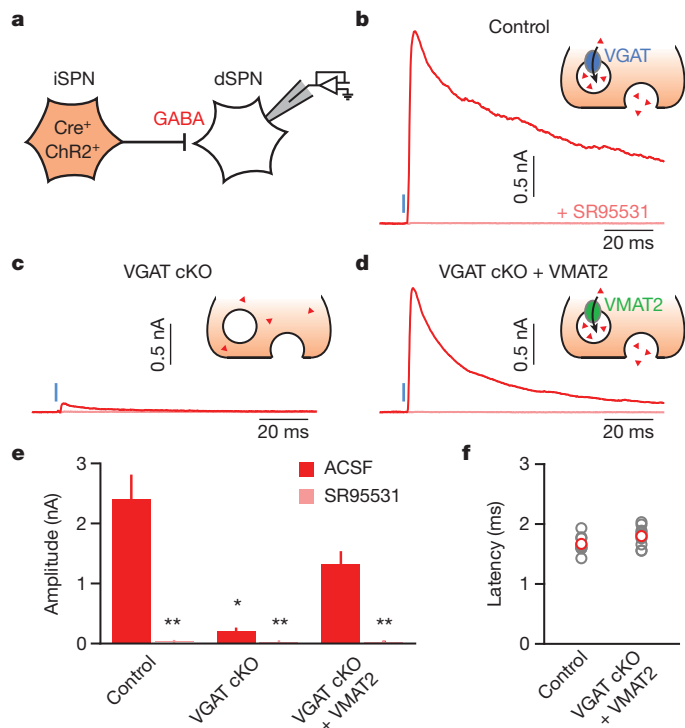 a
iSPN
dSPN
GABA
Cre⁺
ChR2⁺
b
Control
VGAT
0.5 nA
+ SR95531
20 ms
c
VGAT cKO
0.5 nA
20 ms
d
VGAT cKO + VMAT2
VMAT2
0.5 nA
20 ms
e
Amplitude (nA)
3
2
1
0
ACSF
SR95531
**
*
**
**
Control
VGAT cKO
VGAT cKO
+ VMAT2
f
Latency (ms)
3
2
1
0
Control
VGAT cKO
+ VMAT2